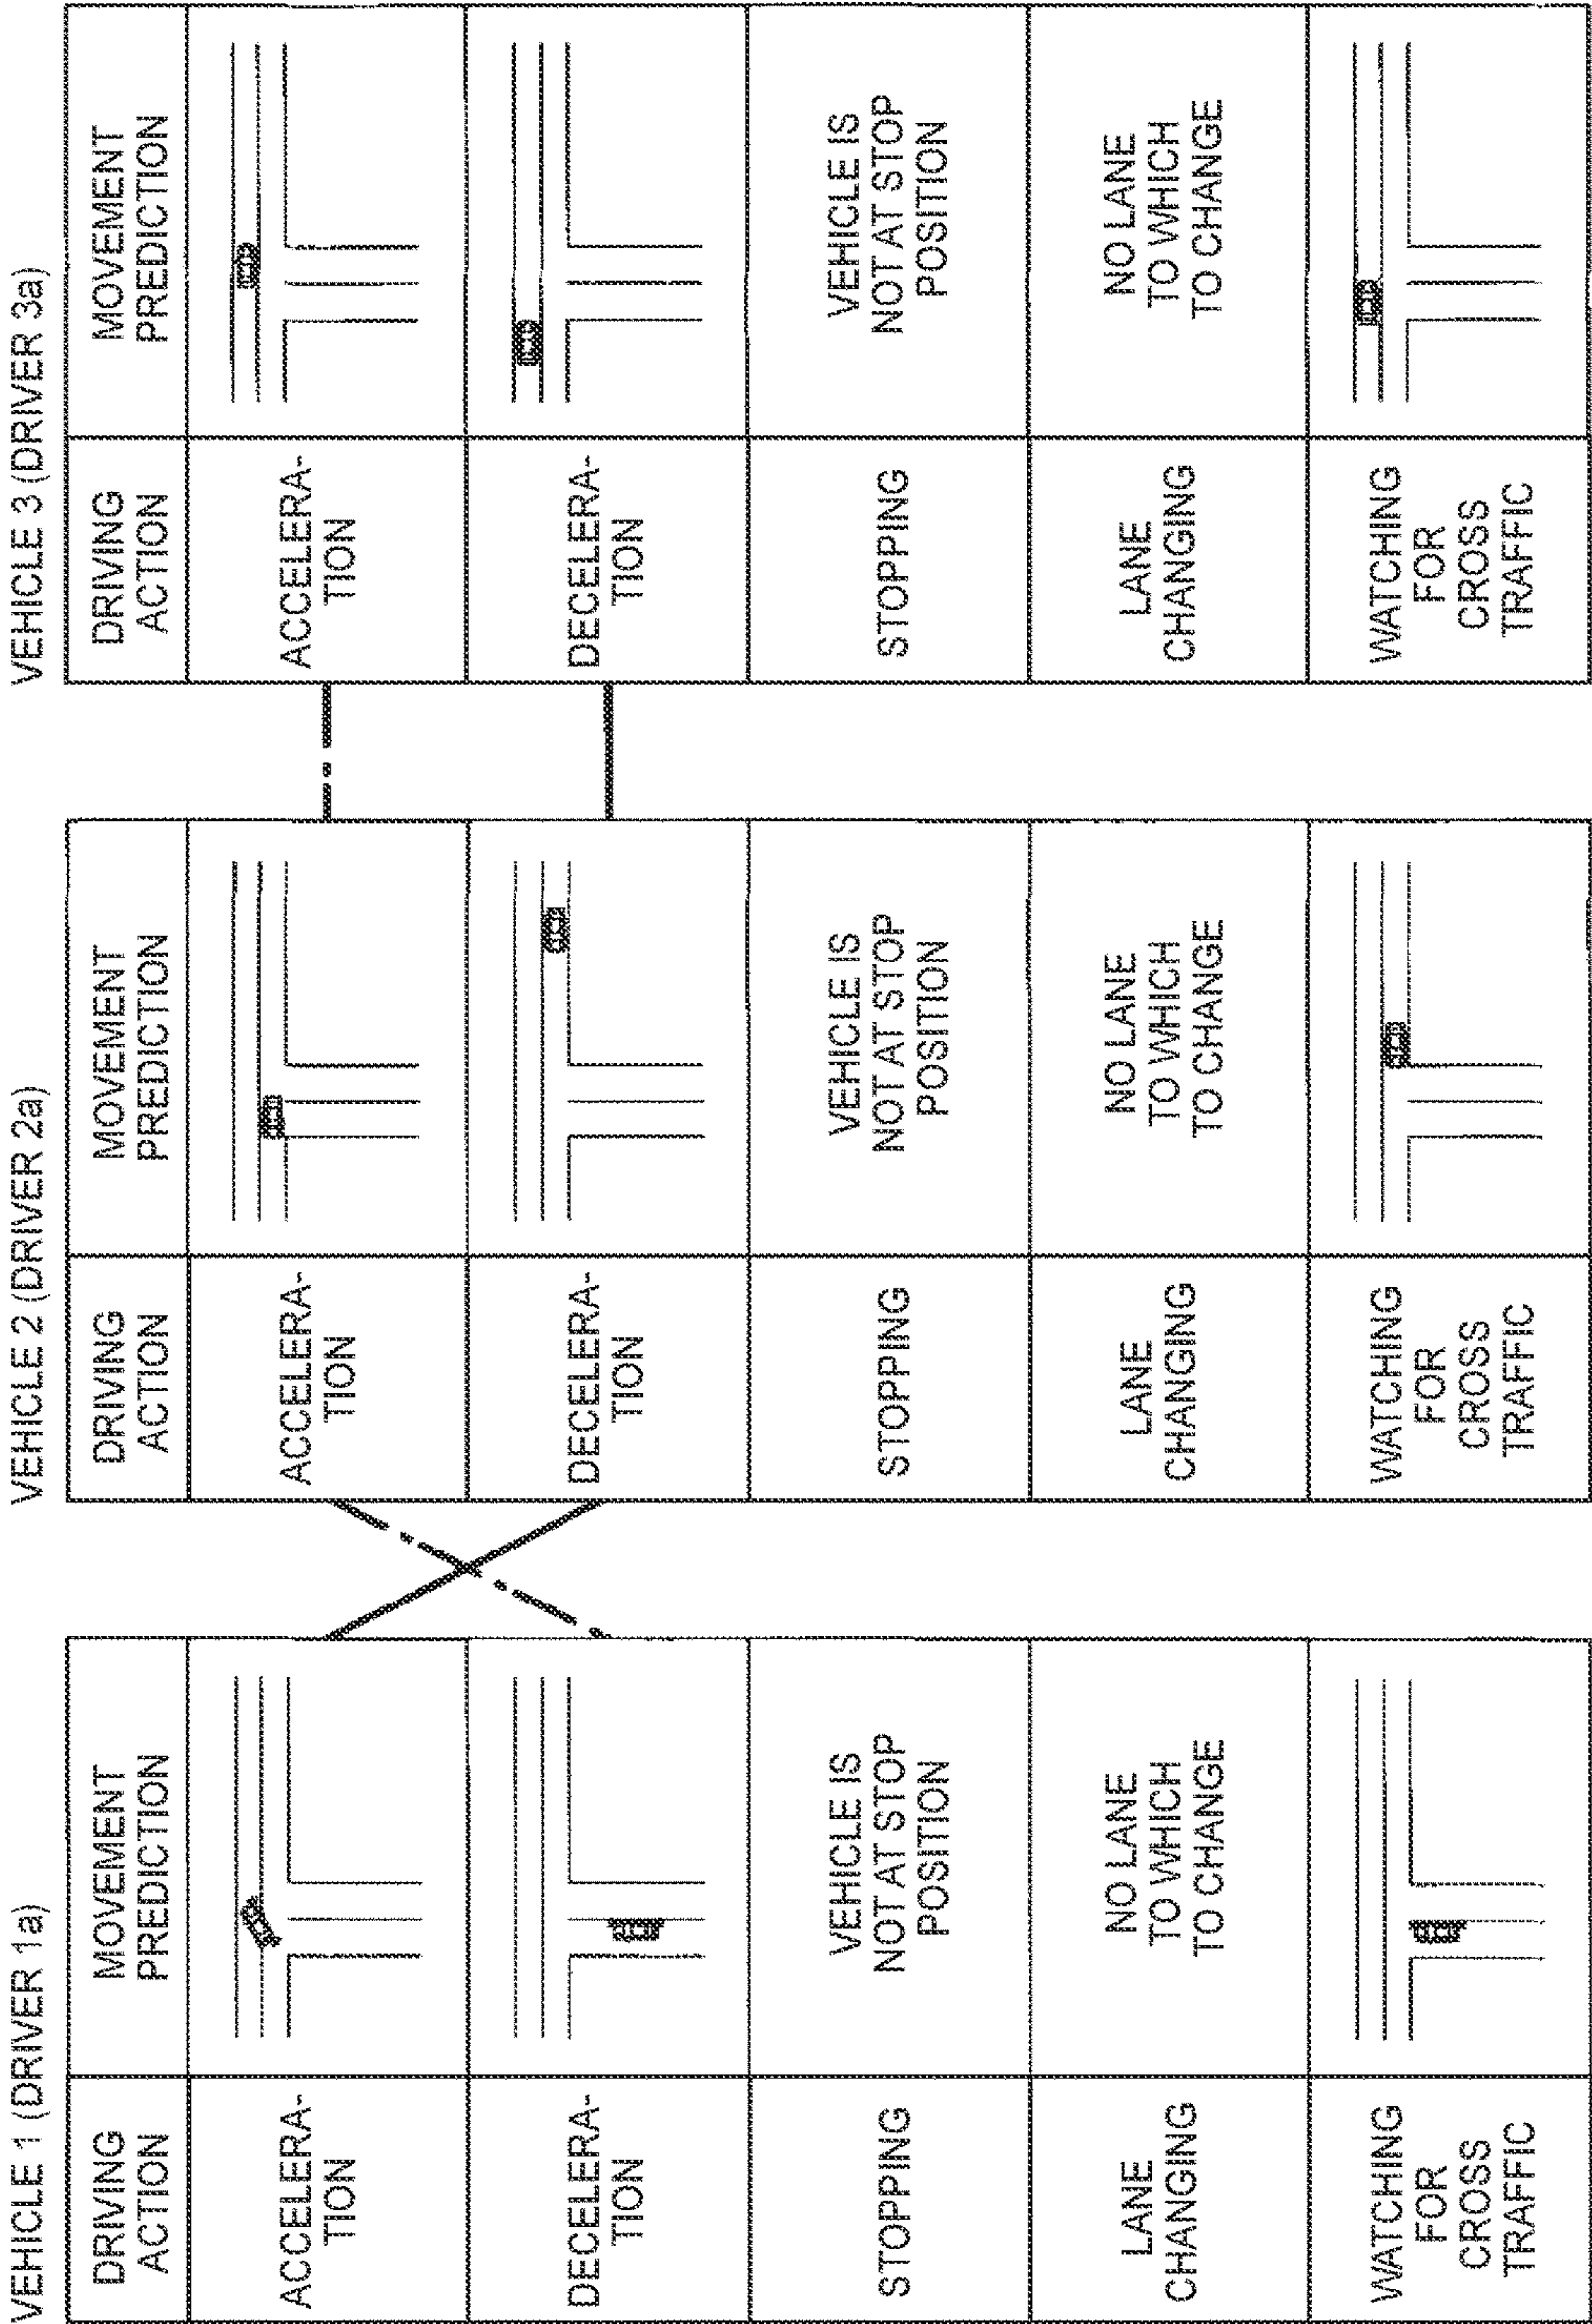 VEHICLE 1 (DRIVER 1a)
DRIVING
ACTION
MOVEMENT
PREDICTION
ACCELERA-
TION
DECELERA-
TION
STOPPING
VEHICLE IS
NOT AT STOP
POSITION
LANE
CHANGING
NO LANE
TO WHICH
TO CHANGE
WATCHING
FOR
CROSS
TRAFFIC
VEHICLE 2 (DRIVER 2a)
DRIVING
ACTION
MOVEMENT
PREDICTION
ACCELERA-
TION
DECELERA-
TION
STOPPING
VEHICLE IS
NOT AT STOP
POSITION
LANE
CHANGING
NO LANE
TO WHICH
TO CHANGE
WATCHING
FOR
CROSS
TRAFFIC
VEHICLE 3 (DRIVER 3a)
DRIVING
ACTION
MOVEMENT
PREDICTION
ACCELERA-
TION
DECELERA-
TION
STOPPING
VEHICLE IS
NOT AT STOP
POSITION
LANE
CHANGING
NO LANE
TO WHICH
TO CHANGE
WATCHING
FOR
CROSS
TRAFFIC